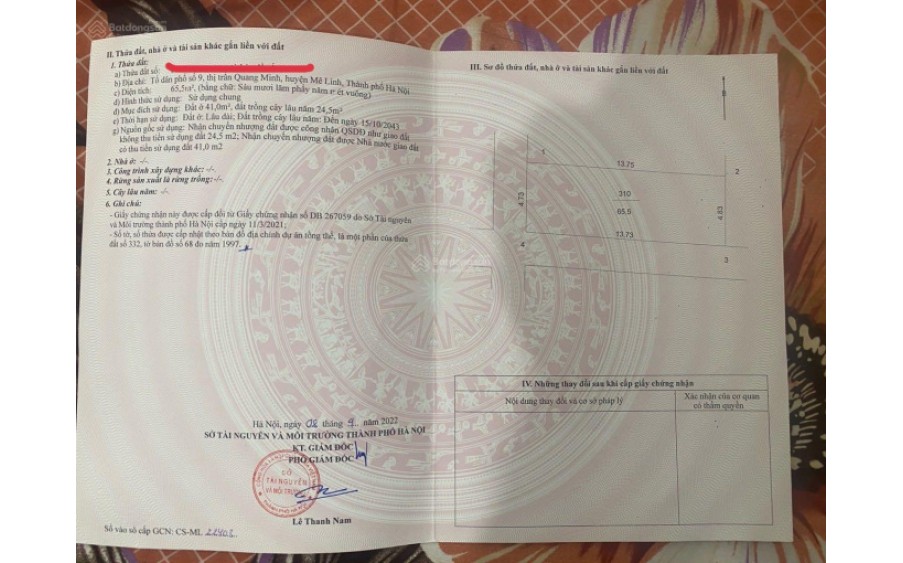 Batdongsan
II. Thửa đất, nhà ở và tài sản khác gắn liền với đất
1. Thửa đất:
a) Thửa đất số:
b) Địa chỉ: Tổ dân phố số 9, thị trấn Quang Minh, huyện Mê Linh, Thành phố Hà Nội
c) Diện tích: 65,5 m², (bằng chữ: Sáu mươi lăm phẩy năm mét vuông)
d) Hình thức sử dụng: Sử dụng chung
đ) Mục đích sử dụng: Đất ở 41,0m², đất trồng cây lâu năm 24,5m²
e) Thời hạn sử dụng: Đất ở: Lâu dài; Đất trồng cây lâu năm: Đến ngày 15/10/2043
g) Nguồn gốc sử dụng: Nhận chuyển nhượng đất được công nhận QSDĐ như giao đất
không thu tiền sử dụng đất 24,5 m2; Nhận chuyển nhượng đất được Nhà nước giao đất
có thu tiền sử dụng đất 41,0 m2
2. Nhà ở: -/-.
3. Công trình xây dựng khác: -/-.
4. Rừng sản xuất là rừng trồng: -/-.
5. Cây lâu năm: -/-.
6. Ghi chú:
- Giấy chứng nhận này được cấp đổi từ Giấy chứng nhận số DB 267059 do Sở Tài nguyên
và Môi trường thành phố Hà Nội cấp ngày 11/3/2021;
- Số tờ, số thửa được cập nhật theo bản đồ địa chính dự án tổng thể, là một phần của thửa
đất số 332, tờ bản đồ số 68 đo năm 1997.
Hà Nội, ngày 02 tháng 9 năm 2022
SỞ TÀI NGUYÊN VÀ MÔI TRƯỜNG THÀNH PHỐ HÀ NỘI
KT. GIÁM ĐỐC
PHÓ GIÁM ĐỐC
SỞ
TÀI NGUYÊN
VÀ MÔI TRƯỜNG
THÀNH PHỐ HÀ NỘI
Lê Thanh Nam
Số vào sổ cấp GCN: CS-ML 22403
III. Sơ đồ thửa đất, nhà ở và tài sản khác gắn liền với đất
B
1
13.75
2
4.73
310
65,5
4.83
13.73
4
3
Batdongsan
IV. Những thay đổi sau khi cấp giấy chứng nhận
Nội dung thay đổi và cơ sở pháp lý
Xác nhận của cơ quan
có thẩm quyền